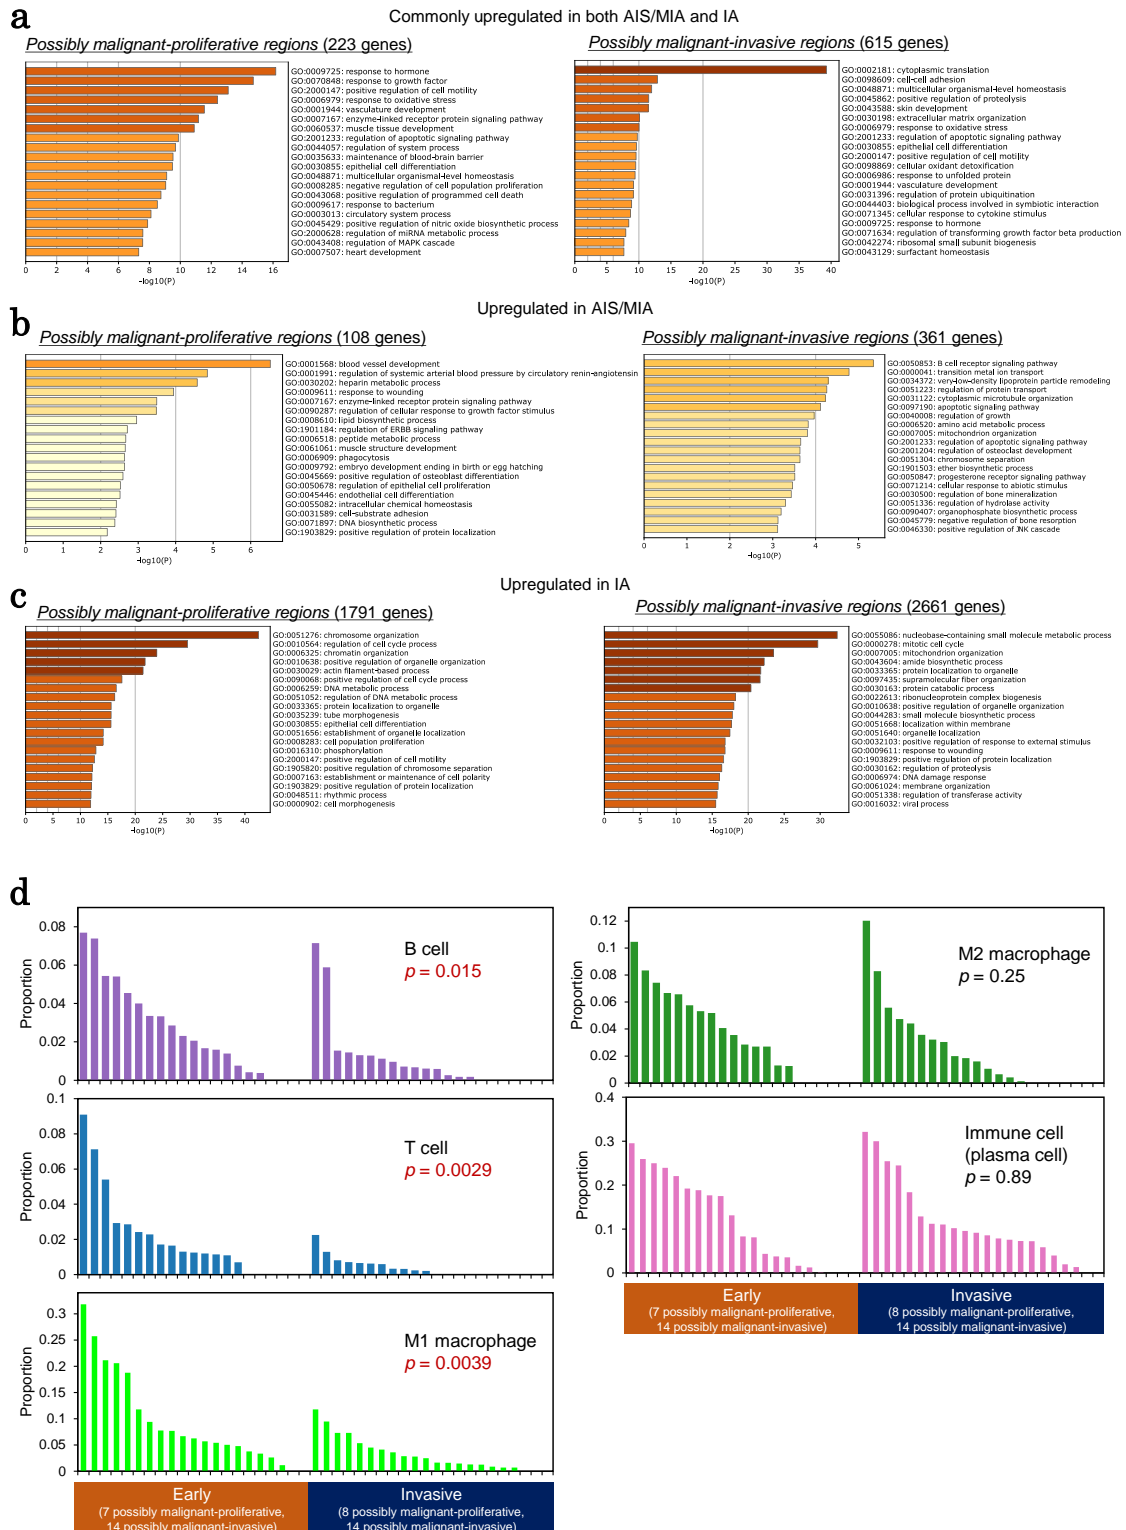 a
Commonly upregulated in both AIS/MIA and IA
Possibly malignant-proliferative regions (223 genes)
GO:0009725: response to hormone
GO:0070848: response to growth factor
GO:2000147: positive regulation of cell motility
GO:0006979: response to oxidative stress
GO:0001944: vasculature development
GO:0007167: enzyme-linked receptor protein signaling pathway
GO:0060537: muscle tissue development
GO:2001233: regulation of apoptotic signaling pathway
GO:0044057: regulation of system process
GO:0035633: maintenance of blood-brain barrier
GO:0030855: epithelial cell differentiation
GO:0048871: multicellular organismal-level homeostasis
GO:0008285: negative regulation of cell population proliferation
GO:0043068: positive regulation of programmed cell death
GO:0009617: response to bacterium
GO:0003013: circulatory system process
GO:0045429: positive regulation of nitric oxide biosynthetic process
GO:2000628: regulation of miRNA metabolic process
GO:0043408: regulation of MAPK cascade
GO:0007507: heart development
0 2 4 6 8 10 12 14 16
-log10(P)
Possibly malignant-invasive regions (615 genes)
GO:0002181: cytoplasmic translation
GO:0098609: cell-cell adhesion
GO:0048871: multicellular organismal-level homeostasis
GO:0045862: positive regulation of proteolysis
GO:0043588: skin development
GO:0030198: extracellular matrix organization
GO:0006979: response to oxidative stress
GO:2001233: regulation of apoptotic signaling pathway
GO:0030855: epithelial cell differentiation
GO:2000147: positive regulation of cell motility
GO:0098869: cellular oxidant detoxification
GO:0006986: response to unfolded protein
GO:0001944: vasculature development
GO:0031396: regulation of protein ubiquitination
GO:0044403: biological process involved in symbiotic interaction
GO:0071345: cellular response to cytokine stimulus
GO:0009725: response to hormone
GO:0071634: regulation of transforming growth factor beta production
GO:0042274: ribosomal small subunit biogenesis
GO:0043129: surfactant homeostasis
0 5 10 15 20 25 30 35 40
-log10(P)
b
Upregulated in AIS/MIA
Possibly malignant-proliferative regions (108 genes)
GO:0001568: blood vessel development
GO:0001991: regulation of systemic arterial blood pressure by circulatory renin-angiotensin
GO:0030202: heparin metabolic process
GO:0009611: response to wounding
GO:0007167: enzyme-linked receptor protein signaling pathway
GO:0090287: regulation of cellular response to growth factor stimulus
GO:0008610: lipid biosynthetic process
GO:1901184: regulation of ERBB signaling pathway
GO:0006518: peptide metabolic process
GO:0061061: muscle structure development
GO:0006909: phagocytosis
GO:0009792: embryo development ending in birth or egg hatching
GO:0045669: positive regulation of osteoblast differentiation
GO:0050678: regulation of epithelial cell proliferation
GO:0045446: endothelial cell differentiation
GO:0055082: intracellular chemical homeostasis
GO:0031589: cell-substrate adhesion
GO:0071897: DNA biosynthetic process
GO:1903829: positive regulation of protein localization
0 1 2 3 4 5 6
-log10(P)
Possibly malignant-invasive regions (361 genes)
GO:0050853: B cell receptor signaling pathway
GO:0000041: transition metal ion transport
GO:0034372: very-low-density lipoprotein particle remodeling
GO:0051223: regulation of protein transport
GO:0031122: cytoplasmic microtubule organization
GO:0097190: apoptotic signaling pathway
GO:0040008: regulation of growth
GO:0006520: amino acid metabolic process
GO:0007005: mitochondrion organization
GO:2001233: regulation of apoptotic signaling pathway
GO:2001204: regulation of osteoclast development
GO:0051304: chromosome separation
GO:1901503: ether biosynthetic process
GO:0050847: progesterone receptor signaling pathway
GO:0071214: cellular response to abiotic stimulus
GO:0030500: regulation of bone mineralization
GO:0051336: regulation of hydrolase activity
GO:0090407: organophosphate biosynthetic process
GO:0045779: negative regulation of bone resorption
GO:0046330: positive regulation of JNK cascade
0 1 2 3 4 5
-log10(P)
c
Upregulated in IA
Possibly malignant-proliferative regions (1791 genes)
GO:0051276: chromosome organization
GO:0010564: regulation of cell cycle process
GO:0006325: chromatin organization
GO:0010638: positive regulation of organelle organization
GO:0030029: actin filament-based process
GO:0090068: positive regulation of cell cycle process
GO:0006259: DNA metabolic process
GO:0051052: regulation of DNA metabolic process
GO:0033365: protein localization to organelle
GO:0035239: tube morphogenesis
GO:0030855: epithelial cell differentiation
GO:0051656: establishment of organelle localization
GO:0008283: cell population proliferation
GO:0016310: phosphorylation
GO:2000147: positive regulation of cell motility
GO:1905820: positive regulation of chromosome separation
GO:0007163: establishment or maintenance of cell polarity
GO:1903829: positive regulation of protein localization
GO:0048511: rhythmic process
GO:0000902: cell morphogenesis
0 10 20 30 40
-log10(P)
Possibly malignant-invasive regions (2661 genes)
GO:0055086: nucleobase-containing small molecule metabolic process
GO:0000278: mitotic cell cycle
GO:0007005: mitochondrion organization
GO:0043604: amide biosynthetic process
GO:0033365: protein localization to organelle
GO:0097435: supramolecular fiber organization
GO:0030163: protein catabolic process
GO:0022613: ribonucleoprotein complex biogenesis
GO:0010638: positive regulation of organelle organization
GO:0044283: small molecule biosynthetic process
GO:0051668: localization within membrane
GO:0051640: organelle localization
GO:0032103: positive regulation of response to external stimulus
GO:0009611: response to wounding
GO:1903829: positive regulation of protein localization
GO:0030162: regulation of proteolysis
GO:0006974: DNA damage response
GO:0061024: membrane organization
GO:0051338: regulation of transferase activity
GO:0016032: viral process
0 5 10 15 20 25 30
-log10(P)
d
Proportion
0.08
0.06
0.04
0.02
0
B cell
p = 0.015
Proportion
0.1
0.08
0.06
0.04
0.02
0
T cell
p = 0.0029
Proportion
0.3
0.25
0.2
0.15
0.1
0.05
0
M1 macrophage
p = 0.0039
Early
(7 possibly malignant-proliferative,
14 possibly malignant-invasive)
Invasive
(8 possibly malignant-proliferative,
14 possibly malignant-invasive)
Proportion
0.12
0.1
0.08
0.06
0.04
0.02
0
M2 macrophage
p = 0.25
Proportion
0.4
0.3
0.2
0.1
0
Immune cell
(plasma cell)
p = 0.89
Early
(7 possibly malignant-proliferative,
14 possibly malignant-invasive)
Invasive
(8 possibly malignant-proliferative,
14 possibly malignant-invasive)